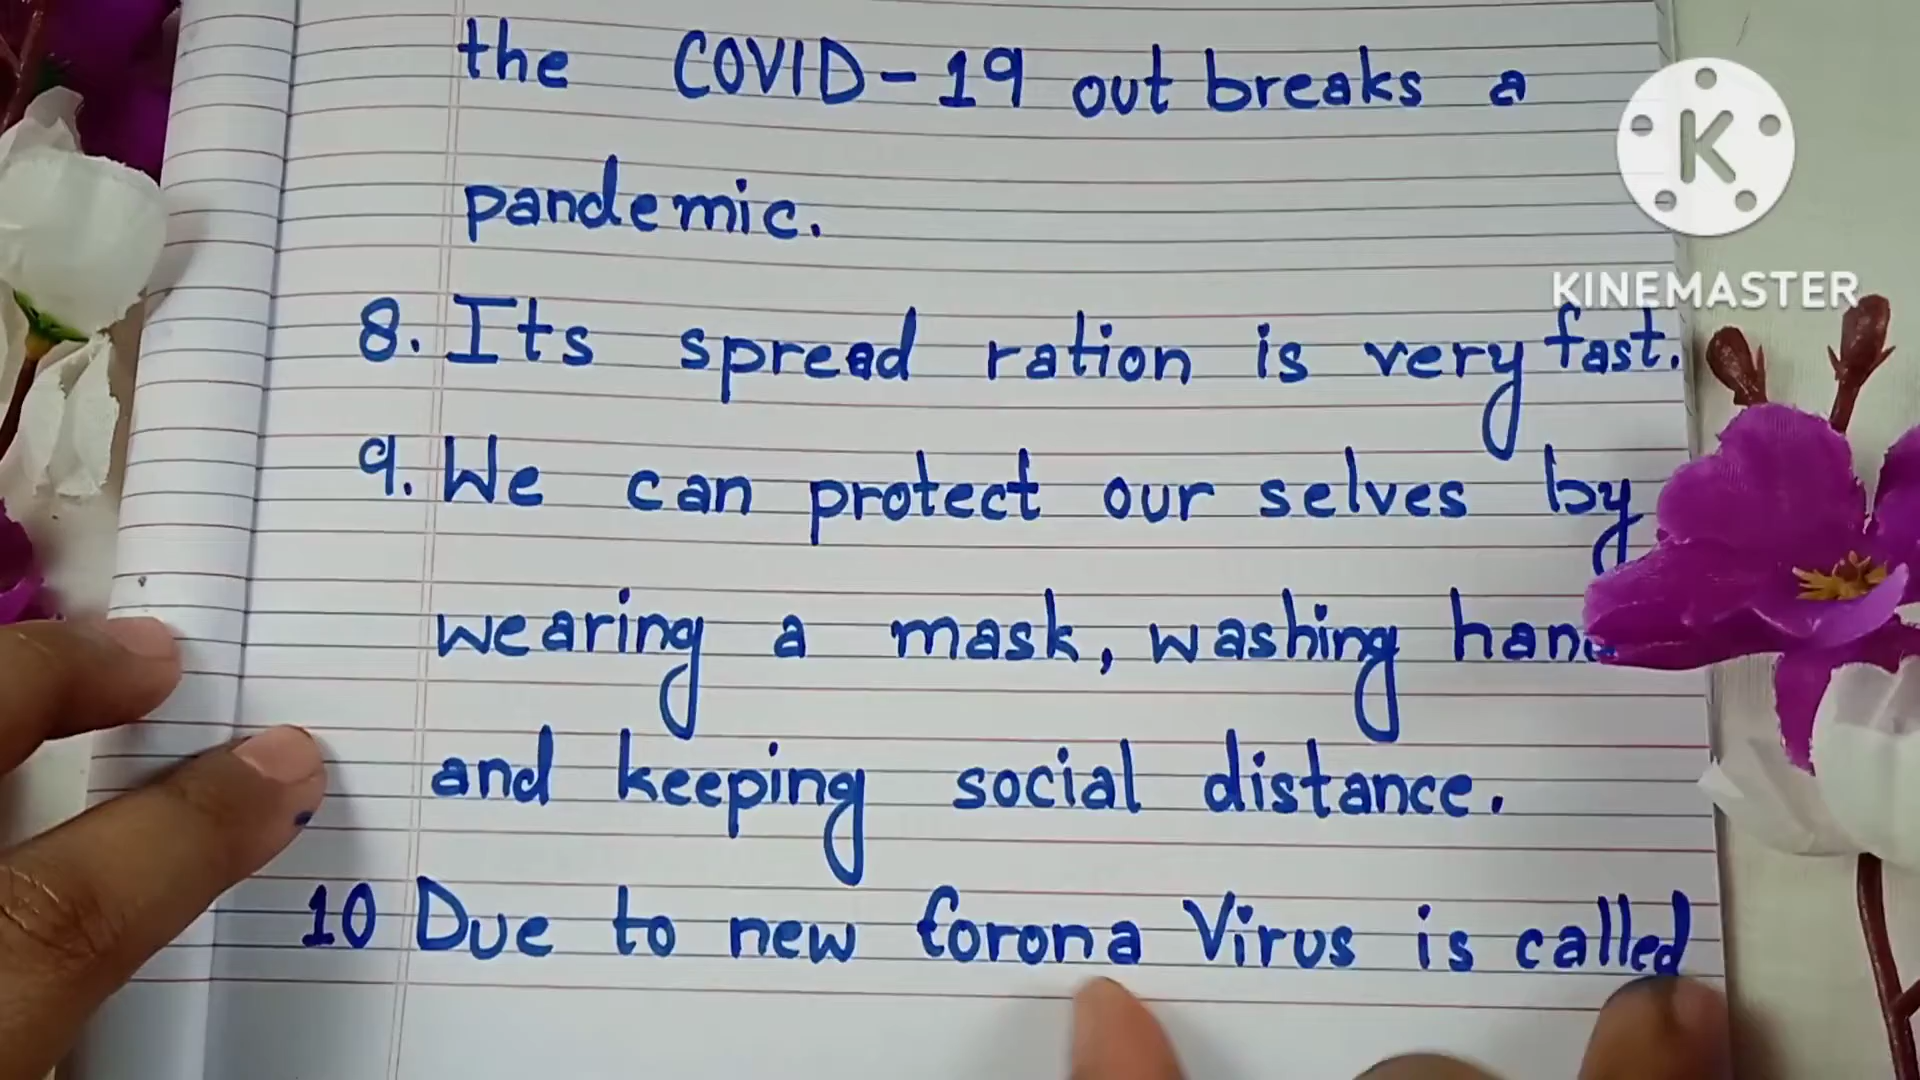 the COVID-19 out breaks a
pandemic.
K
KINEMASTER
8. Its spread ration is very fast.
9. We can protect our selves by
wearing a mask, washing
and keeping social distance.
10 Due to new Corona Virus is called